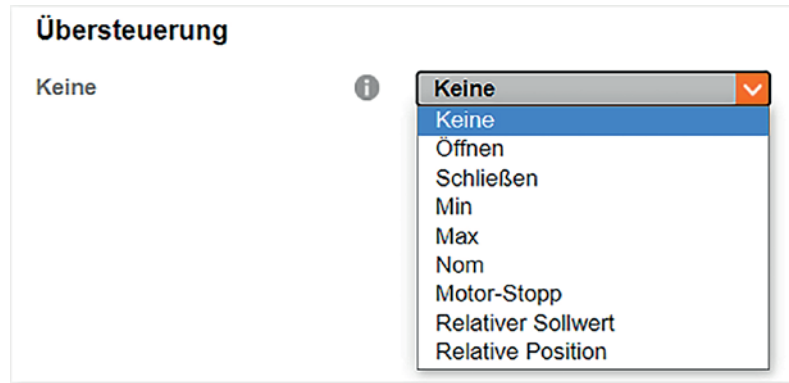 Übersteuerung
Keine
Keine
Keine
Öffnen
Schließen
Min
Max
Nom
Motor-Stopp
Relativer Sollwert
Relative Position